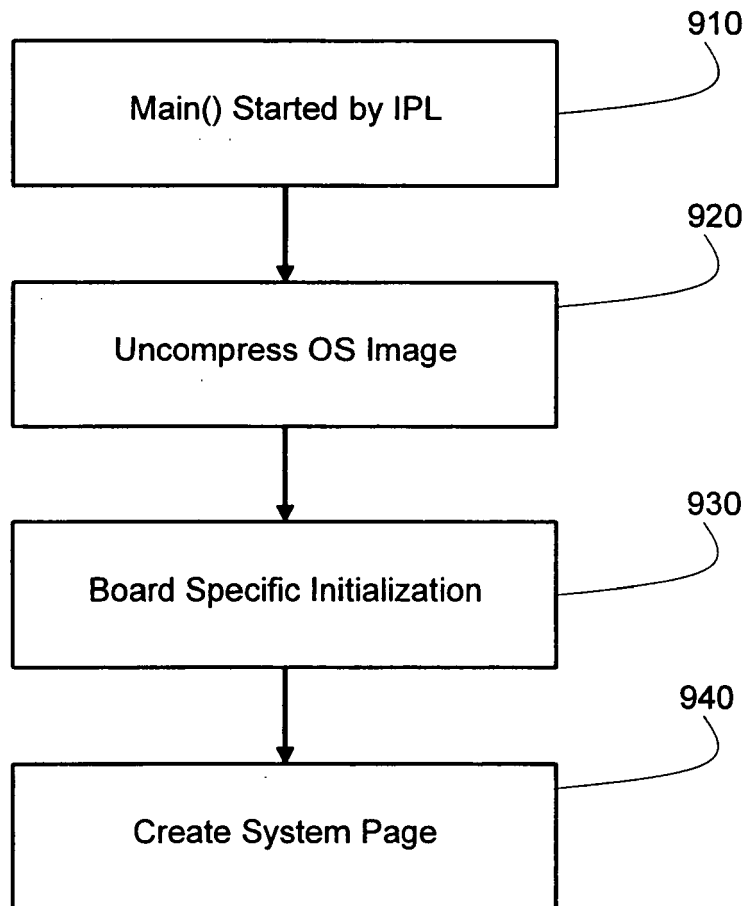 910
Main() Started by IPL
920
Uncompress OS Image
930
Board Specific Initialization
940
Create System Page